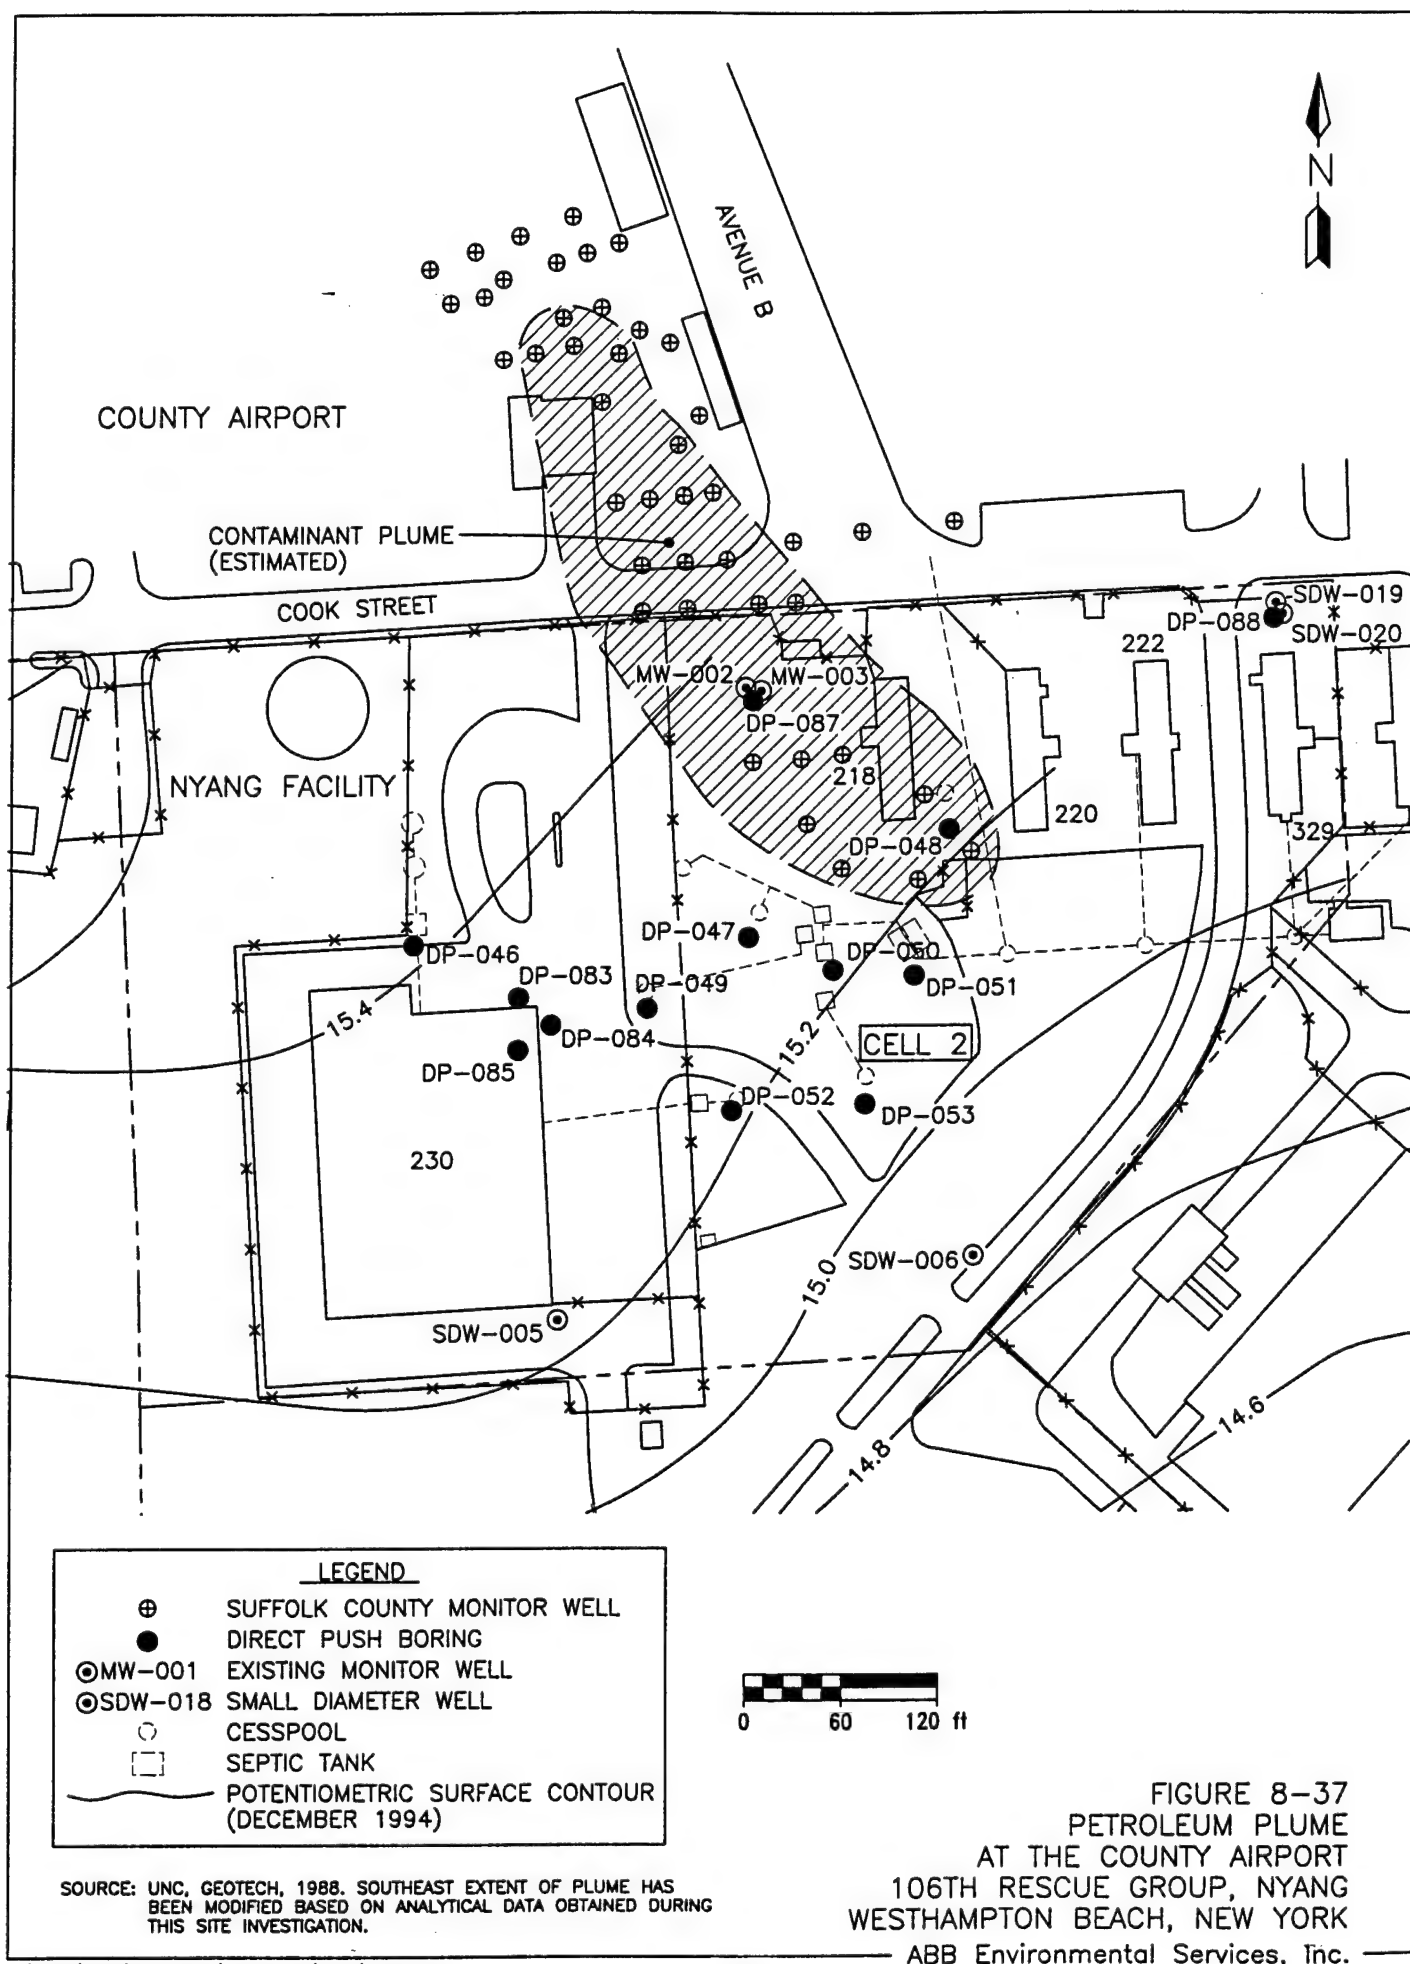 N
AVENUE B
COUNTY AIRPORT
CONTAMINANT PLUME
(ESTIMATED)
COOK STREET
SDW-019
DP-088
SDW-020
222
MW-002
MW-003
DP-087
NYANG FACILITY
218
220
DP-048
329
DP-047
DP-046
DP-050
DP-083
DP-049
DP-051
15.4
DP-084
15.2
CELL 2
DP-085
DP-052
DP-053
230
SDW-006
15.0
SDW-005
14.6
14.8
LEGEND
SUFFOLK COUNTY MONITOR WELL
DIRECT PUSH BORING
MW-001 EXISTING MONITOR WELL
SDW-018 SMALL DIAMETER WELL
CESSPOOL
SEPTIC TANK
POTENTIOMETRIC SURFACE CONTOUR
(DECEMBER 1994)
0 60 120 ft
SOURCE: UNC, GEOTECH, 1988. SOUTHEAST EXTENT OF PLUME HAS
BEEN MODIFIED BASED ON ANALYTICAL DATA OBTAINED DURING
THIS SITE INVESTIGATION.
FIGURE 8-37
PETROLEUM PLUME
AT THE COUNTY AIRPORT
106TH RESCUE GROUP, NYANG
WESTHAMPTON BEACH, NEW YORK
ABB Environmental Services, Inc.